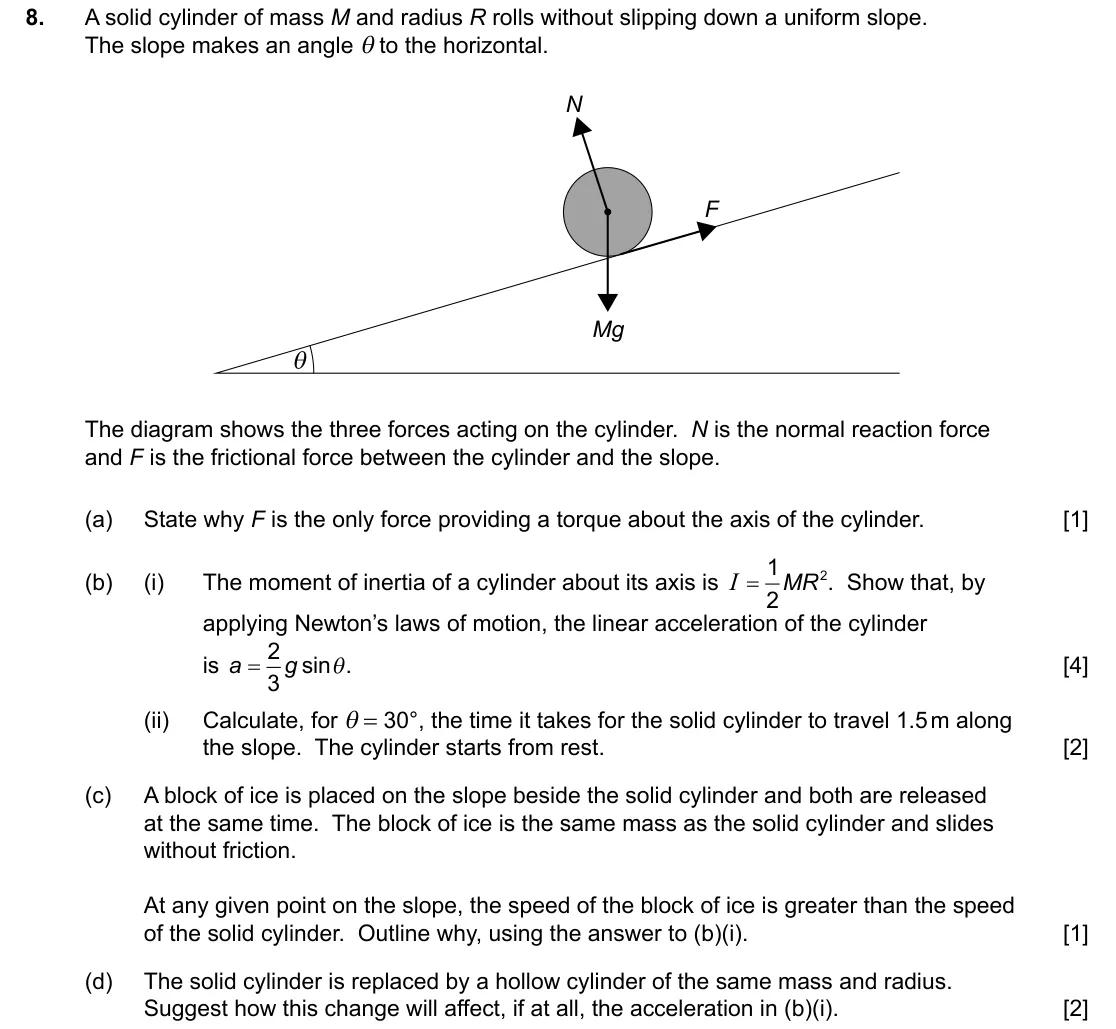 8. A solid cylinder of mass M and radius R rolls without slipping down a uniform slope.
The slope makes an angle θ to the horizontal.
N
F
Mg
θ
The diagram shows the three forces acting on the cylinder. N is the normal reaction force
and F is the frictional force between the cylinder and the slope.
(a) State why F is the only force providing a torque about the axis of the cylinder. [1]
(b) (i) The moment of inertia of a cylinder about its axis is I = 1/2 MR². Show that, by
applying Newton’s laws of motion, the linear acceleration of the cylinder
is a = 2/3 g sin θ. [4]
(ii) Calculate, for θ = 30°, the time it takes for the solid cylinder to travel 1.5 m along
the slope. The cylinder starts from rest. [2]
(c) A block of ice is placed on the slope beside the solid cylinder and both are released
at the same time. The block of ice is the same mass as the solid cylinder and slides
without friction.
At any given point on the slope, the speed of the block of ice is greater than the speed
of the solid cylinder. Outline why, using the answer to (b)(i). [1]
(d) The solid cylinder is replaced by a hollow cylinder of the same mass and radius.
Suggest how this change will affect, if at all, the acceleration in (b)(i). [2]